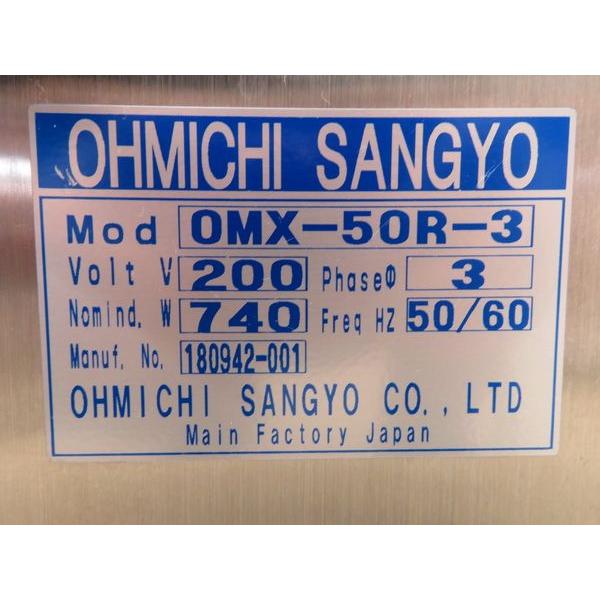 OHMICHI SANGYO
Mod OMX-50R-3
Volt V 200 PhaseΦ 3
Nomind. W 740 Freq HZ 50/60
Manuf. No. 180942-001
OHMICHI SANGYO CO., LTD
Main Factory Japan